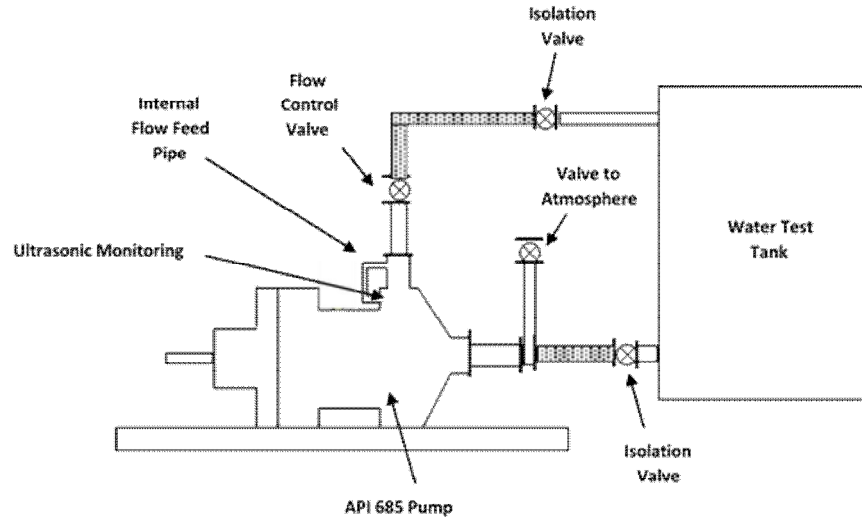 Isolation
Valve
Flow
Control
Valve
Internal
Flow Feed
Pipe
Valve to
Atmosphere
Water Test
Tank
Ultrasonic Monitoring
Isolation
Valve
API 685 Pump